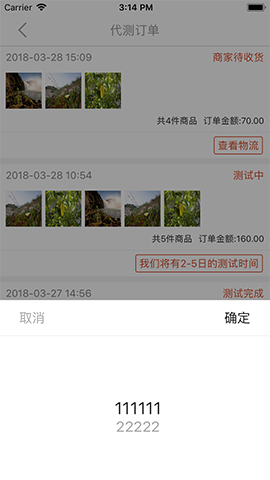 Carrier 3:14 PM
代测订单
2018-03-28 15:09 商家待收货
共4件商品 订单金额:70.00
查看物流
2018-03-28 10:54 测试中
共5件商品 订单金额:160.00
我们将有2-5日的测试时间
2018-03-27 14:56 测试完成
取消 确定
111111
22222